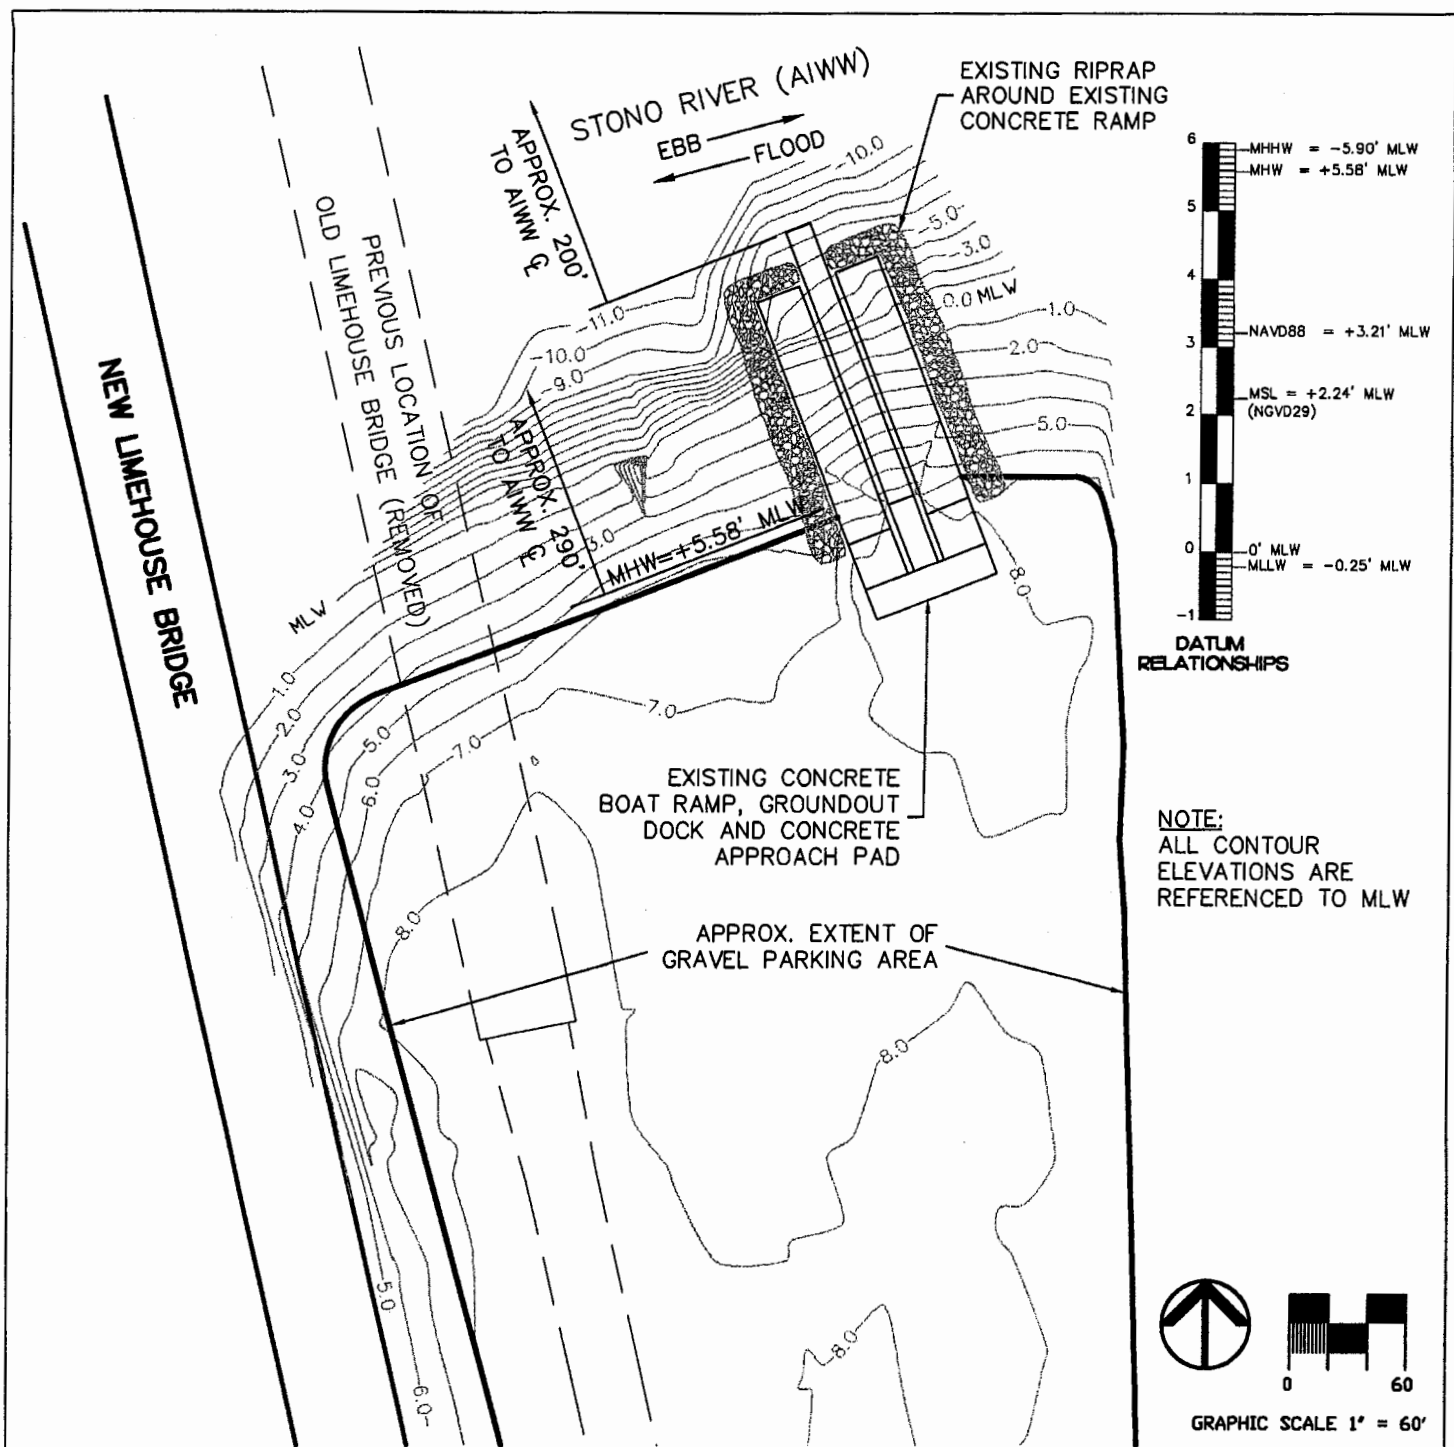 STONO RIVER (AIWW)
EBB
FLOOD
APPROX. 200'
TO AIWW ℄
EXISTING RIPRAP
AROUND EXISTING
CONCRETE RAMP
PREVIOUS LOCATION OF
OLD LIMEHOUSE BRIDGE (REMOVED)
NEW LIMEHOUSE BRIDGE
-10.0
-5.0-
-3.0
0.0 MLW
-1.0
2.0
5.0
-11.0
-10.0
-9.0
APPROX. 290'
TO AIWW ℄
3.0
MHW=+5.58' MLW
MLW
1.0
2.0
3.0
4.0
5.0
6.0
7.0
7.0
8.0
8.0
8.0
8.0
5.0
6.0
6
5
4
3
2
1
0
-1
MHHW = -5.90' MLW
MHW = +5.58' MLW
NAVD88 = +3.21' MLW
MSL = +2.24' MLW
(NGVD29)
0' MLW
MLLW = -0.25' MLW
DATUM
RELATIONSHIPS
EXISTING CONCRETE
BOAT RAMP, GROUNDOUT
DOCK AND CONCRETE
APPROACH PAD
NOTE:
ALL CONTOUR
ELEVATIONS ARE
REFERENCED TO MLW
APPROX. EXTENT OF
GRAVEL PARKING AREA
0 60
GRAPHIC SCALE 1" = 60'